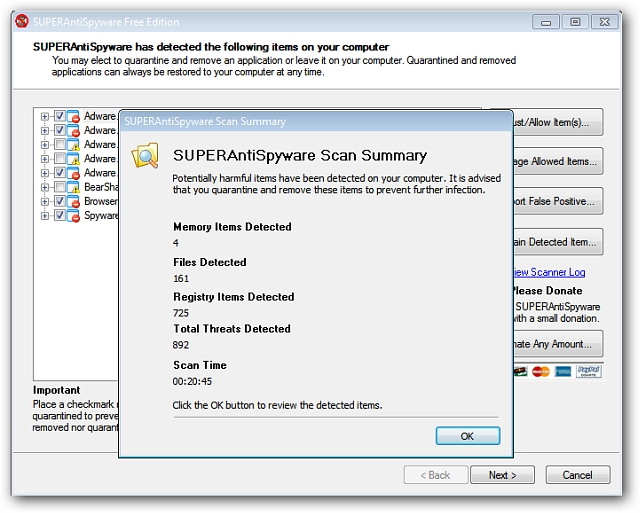 SUPERAntiSpyware Free Edition
SUPERAntiSpyware has detected the following items on your computer
You may elect to quarantine and remove an application or leave it on your computer. Quarantined and removed
applications can always be restored to your computer at any time.
Adware.
Adware.
Adware.
Adware.
Adware.
BearSha
Browser
Spyware
SUPERAntiSpyware Scan Summary
SUPERAntiSpyware Scan Summary
Potentially harmful items have been detected on your computer. It is advised
that you quarantine and remove these items to prevent further infection.
Memory Items Detected
4
Files Detected
161
Registry Items Detected
725
Total Threats Detected
892
Scan Time
00:20:45
Click the OK button to review the detected items.
OK
ust/Allow Item(s)...
age Allowed Items...
ort False Positive...
ain Detected Item...
iew Scanner Log
Please Donate
SUPERAntiSpyware
with a small donation.
nate Any Amount...
PayPal
DONATE
Important
Place a checkmark
quarantined to preve
removed nor quarant
< Back
Next >
Cancel